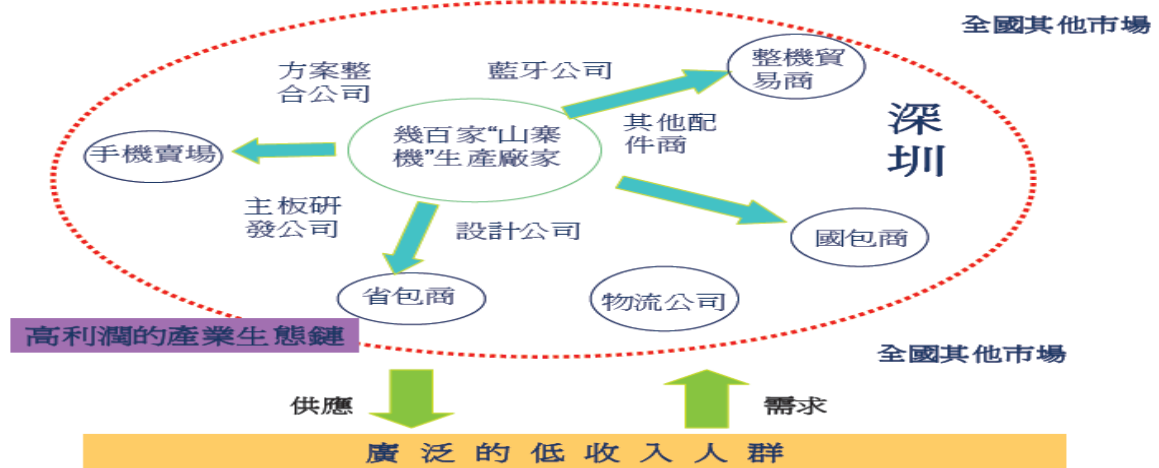 全國其他市場
整機貿
易商
藍牙公司
方案整
合公司
深
圳
其他配
件商
幾百家“山寨
機”生產廠家
手機賣場
主板研
發公司
設計公司
國包商
省包商
物流公司
高利潤的產業生態鏈
全國其他市場
供應
需求
廣泛的低收入人群